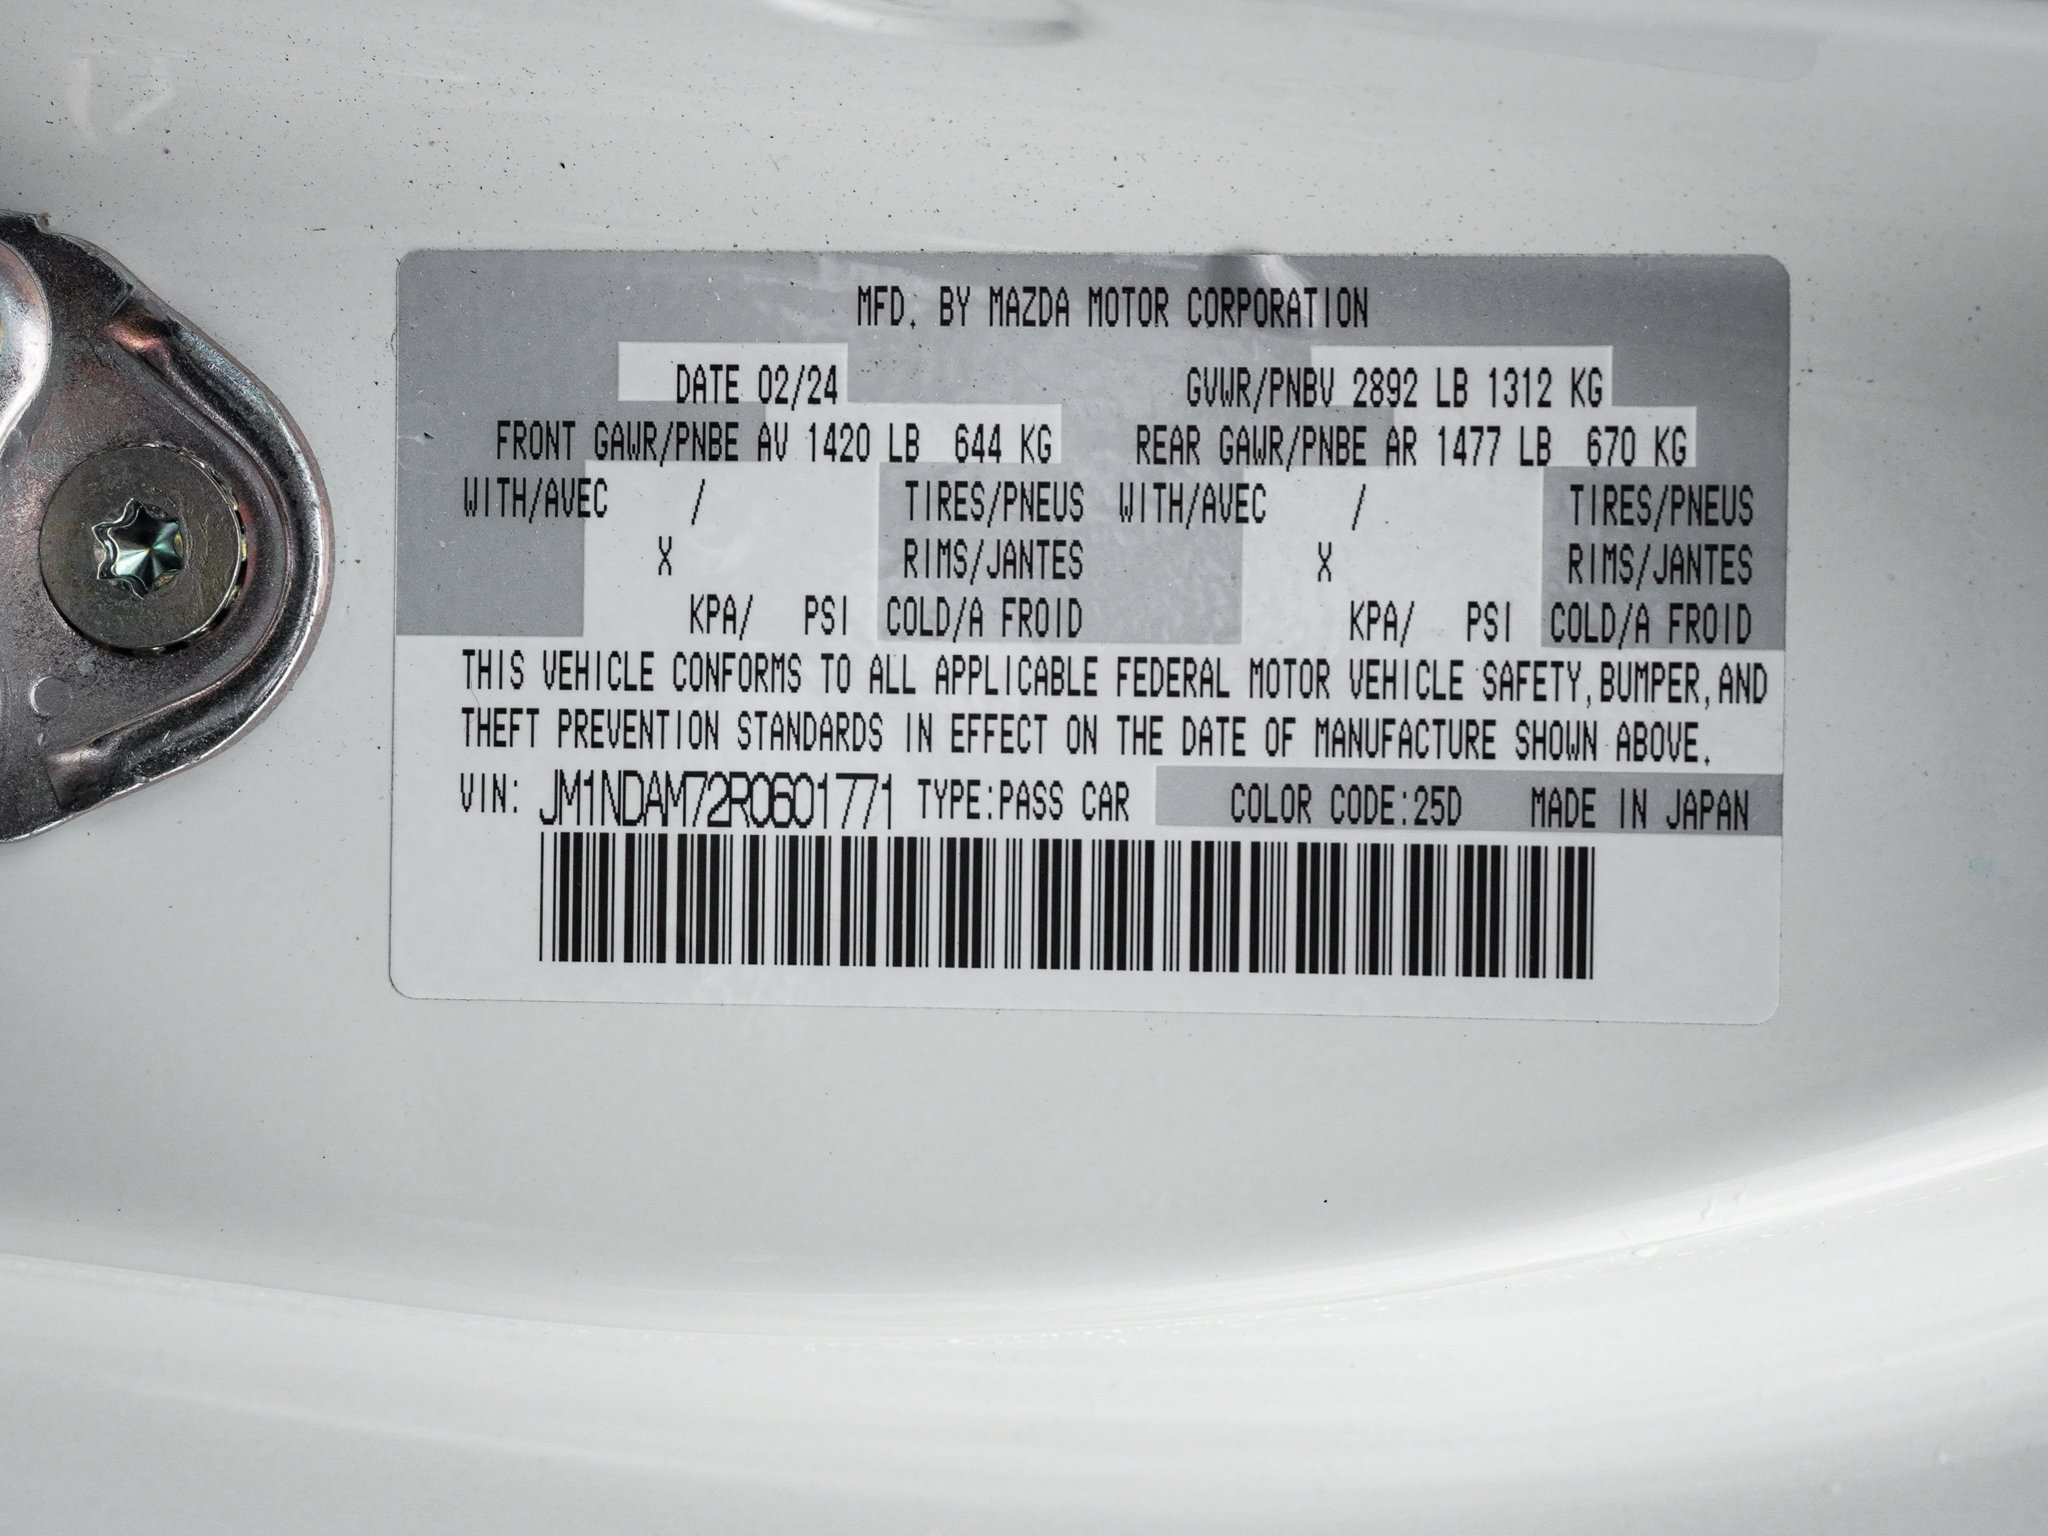 MFD. BY MAZDA MOTOR CORPORATION
DATE 02/24 GVWR/PNBV 2892 LB 1312 KG
FRONT GAWR/PNBE AV 1420 LB 644 KG REAR GAWR/PNBE AR 1477 LB 670 KG
WITH/AVEC / TIRES/PNEUS WITH/AVEC / TIRES/PNEUS
X RIMS/JANTES X RIMS/JANTES
KPA/ PSI COLD/A FROID KPA/ PSI COLD/A FROID
THIS VEHICLE CONFORMS TO ALL APPLICABLE FEDERAL MOTOR VEHICLE SAFETY,BUMPER,AND
THEFT PREVENTION STANDARDS IN EFFECT ON THE DATE OF MANUFACTURE SHOWN ABOVE.
VIN: JM1NDAM72R0601771 TYPE:PASS CAR COLOR CODE:25D MADE IN JAPAN